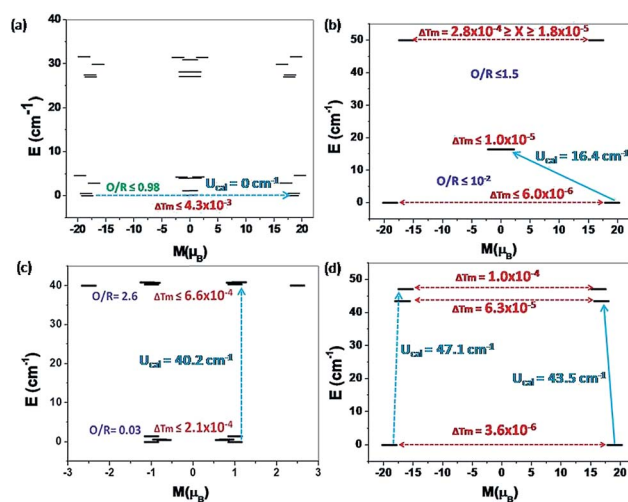 (a)
40
30
20
10
0
E (cm⁻¹)
O/R ≤ 0.98
U_cal = 0 cm⁻¹
ΔTm ≤ 4.3x10⁻³
-20 -15 -10 -5 0 5 10 15 20
M(μ_B)
(b)
ΔTm = 2.8x10⁻⁴ ≥ X ≥ 1.8x10⁻⁵
50
40
30
20
10
0
E (cm⁻¹)
O/R ≤1.5
ΔTm ≤ 1.0x10⁻⁵
U_cal = 16.4 cm⁻¹
O/R ≤ 10⁻²
ΔTm ≤ 6.0x10⁻⁶
-20 -15 -10 -5 0 5 10 15 20
M(μ_B)
(c)
40
30
20
10
0
E (cm⁻¹)
O/R= 2.6
ΔTm ≤ 6.6x10⁻⁴
U_cal = 40.2 cm⁻¹
O/R= 0.03
ΔTm ≤ 2.1x10⁻⁴
-3 -2 -1 0 1 2 3
M(μ_B)
(d)
50
40
30
20
10
0
E (cm⁻¹)
ΔTm = 1.0x10⁻⁴
ΔTm = 6.3x10⁻⁵
U_cal = 47.1 cm⁻¹
U_cal = 43.5 cm⁻¹
ΔTm = 3.6x10⁻⁶
-20 -15 -10 -5 0 5 10 15 20
M(μ_B)